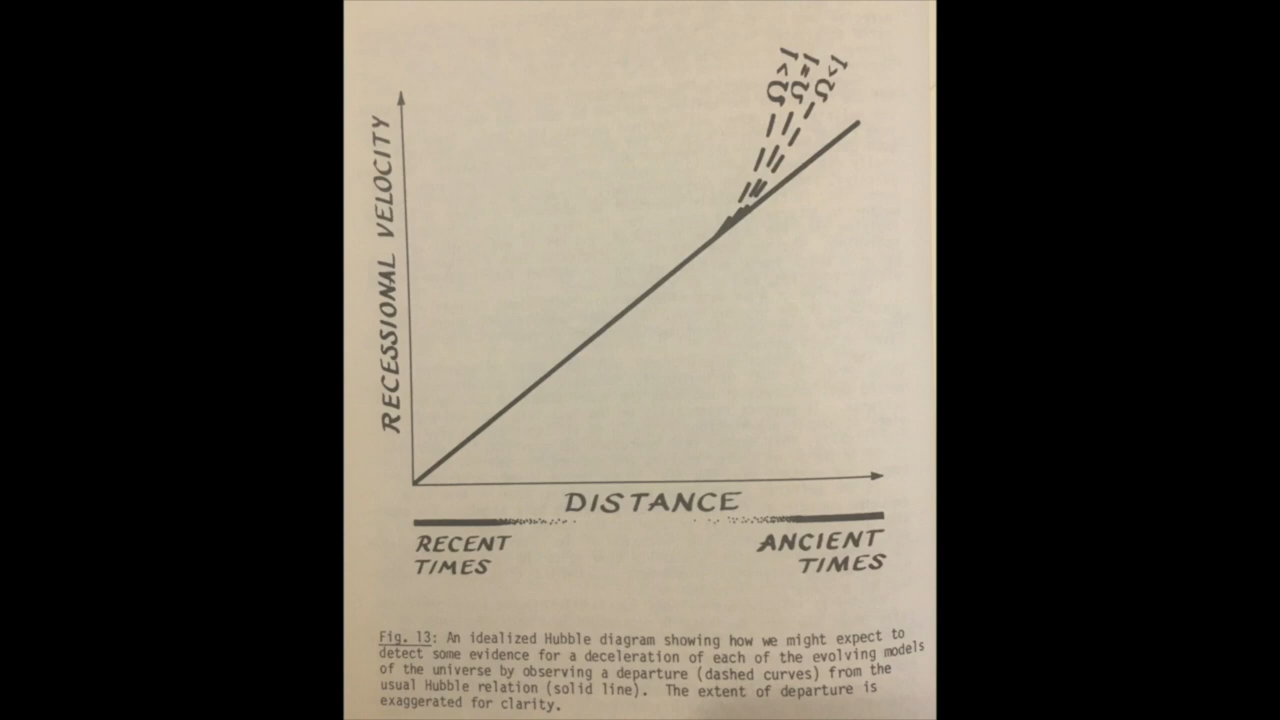 Ω>1
Ω=1
Ω<1
RECESSIONAL VELOCITY
DISTANCE
RECENT
TIMES
ANCIENT
TIMES
Fig. 13: An idealized Hubble diagram showing how we might expect to
detect some evidence for a deceleration of each of the evolving models
of the universe by observing a departure (dashed curves) from the
usual Hubble relation (solid line). The extent of departure is
exaggerated for clarity.